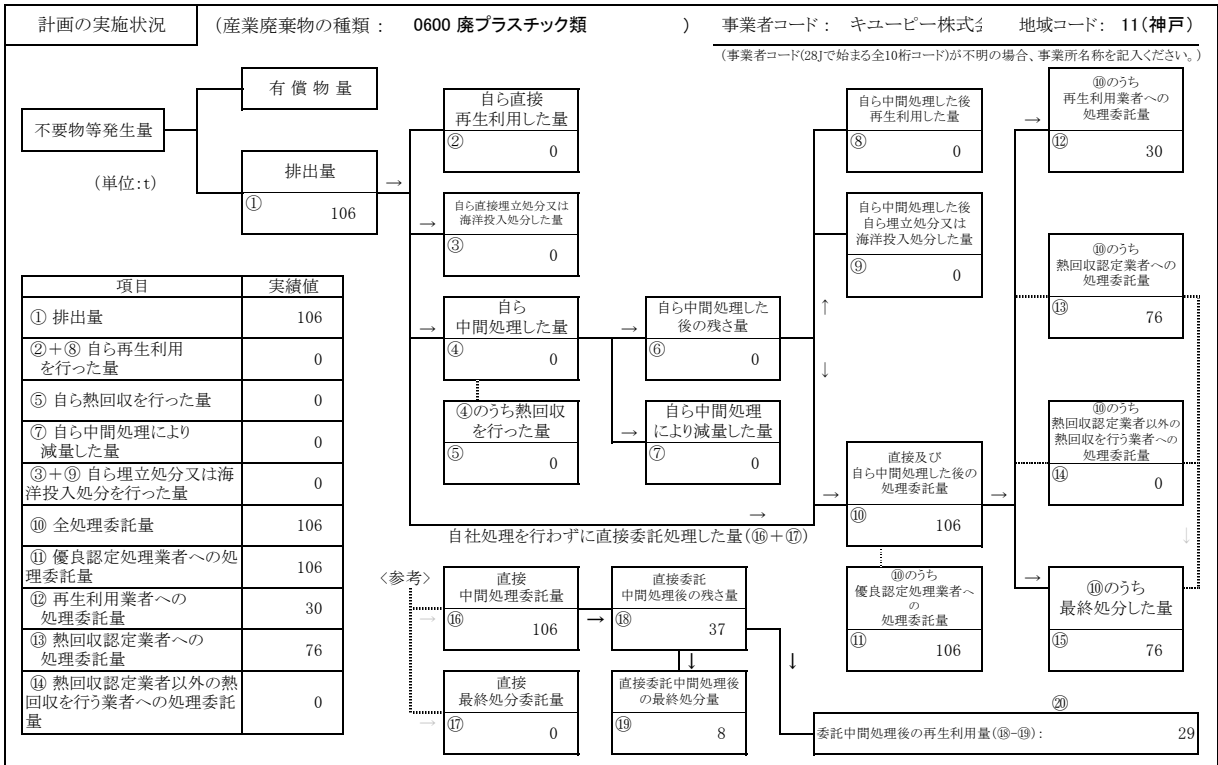 計画の実施状況
(産業廃棄物の種類： 0600 廃プラスチック類 )
事業者コード： キユーピー株式
地域コード： 11(神戸)
(事業者コード(28Jで始まる全10桁コード)が不明の場合、事業所名称を記入ください。)
不要物等発生量
(単位:t)
有償物量
排出量
① 106
→
自ら直接
再生利用した量
② 0
→
自ら直接埋立処分又は
海洋投入処分した量
③ 0
→
自ら
中間処理した量
④ 0
④のうち熱回収
を行った量
⑤ 0
→
自ら中間処理した
後の残さ量
⑥ 0
→
自ら中間処理
により減量した量
⑦ 0
自ら中間処理した後
再生利用した量
⑧ 0
自ら中間処理した後
自ら埋立処分又は
海洋投入処分した量
⑨ 0
↑
↓
→
自社処理を行わずに直接委託処理した量(⑯＋⑰)
→
直接及び
自ら中間処理した後の
処理委託量
⑩ 106
→
⑩のうち
優良認定処理業者へ
の
処理委託量
⑪ 106
→
⑩のうち
再生利用業者への
処理委託量
⑫ 30
⑩のうち
熱回収認定業者への
処理委託量
⑬ 76
⑩のうち
熱回収認定業者以外の
熱回収を行う業者への
処理委託量
⑭ 0
↓
→
⑩のうち
最終処分した量
⑮ 76
項目 実績値
① 排出量 106
②＋⑧ 自ら再生利用
を行った量 0
⑤ 自ら熱回収を行った量 0
⑦ 自ら中間処理により
減量した量 0
③＋⑨ 自ら埋立処分又は海
洋投入処分を行った量 0
⑩ 全処理委託量 106
⑪ 優良認定処理業者への処
理委託量 106
⑫ 再生利用業者への
処理委託量 30
⑬ 熱回収認定業者への
処理委託量 76
⑭ 熱回収認定業者以外の熱
回収を行う業者への処理委託
量 0
〈参考〉
→
直接
中間処理委託量
⑯ 106
→
直接委託
中間処理後の残さ量
⑱ 37
→
直接
最終処分委託量
⑰ 0
↓
直接委託中間処理後
の最終処分量
⑲ 8
↓
⑳
委託中間処理後の再生利用量(⑱-⑲)： 29